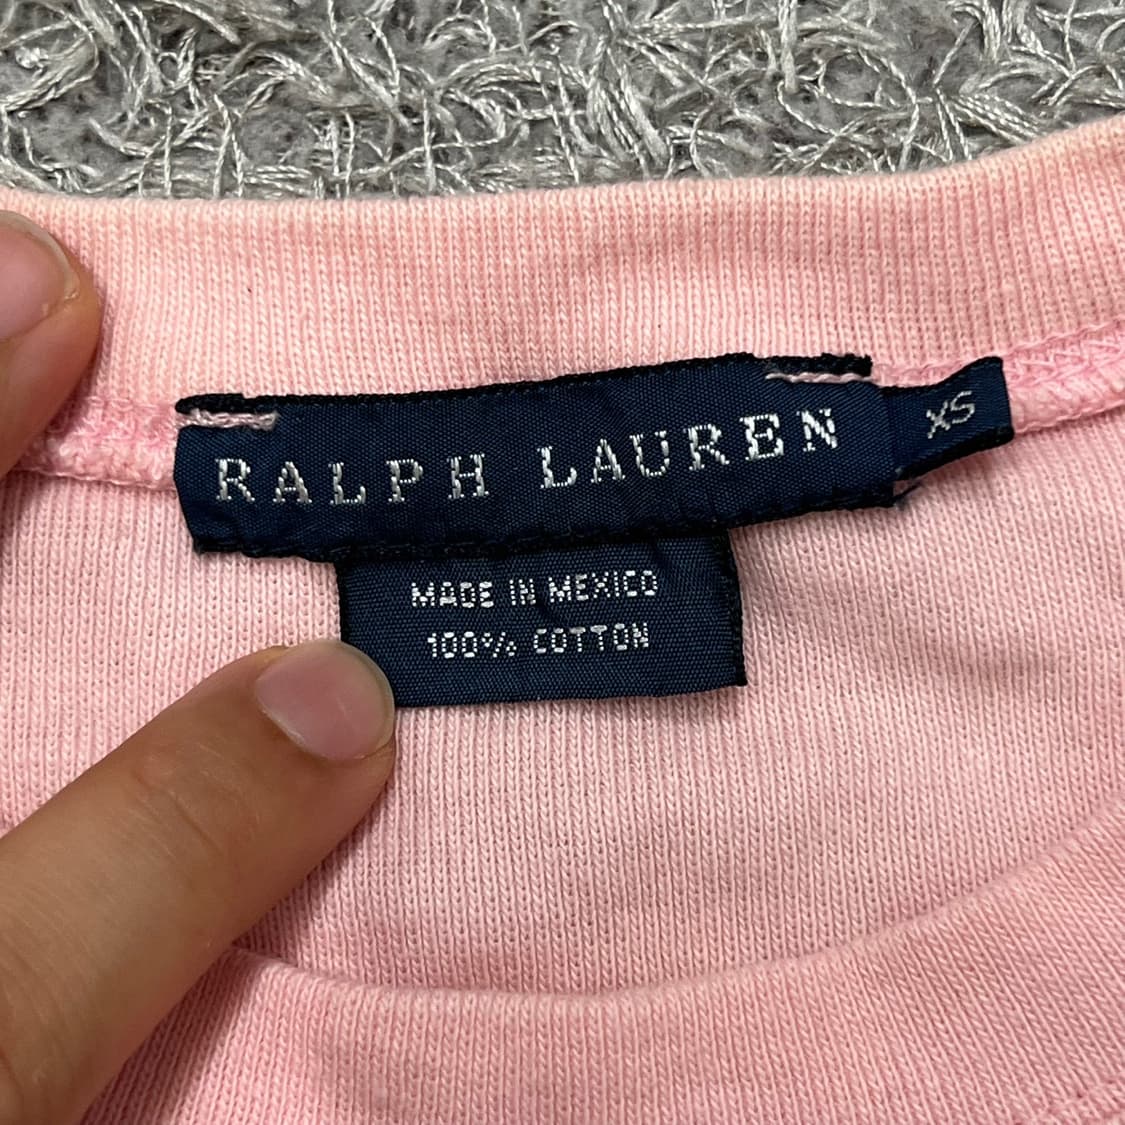 RALPH LAUREN
XS
MADE IN MEXICO
100% COTTON